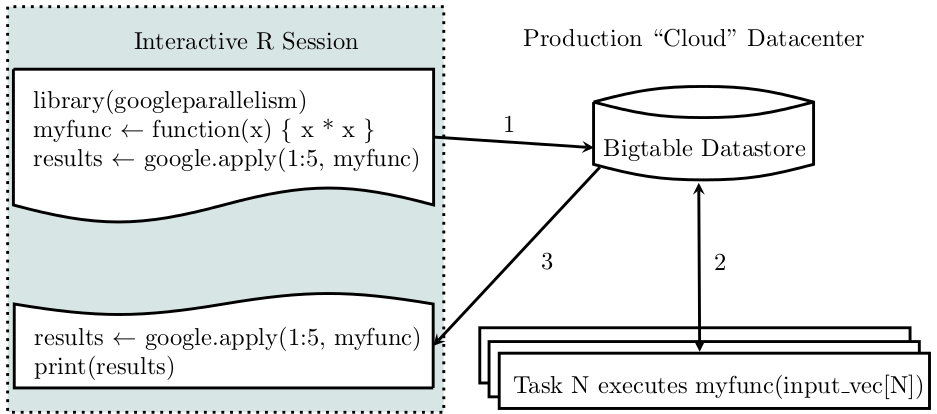 Interactive R Session
library(googleparallelism)
myfunc ← function(x) { x * x }
results ← google.apply(1:5, myfunc)
results ← google.apply(1:5, myfunc)
print(results)
Production “Cloud” Datacenter
1
Bigtable Datastore
3
2
Task N executes myfunc(input_vec[N])